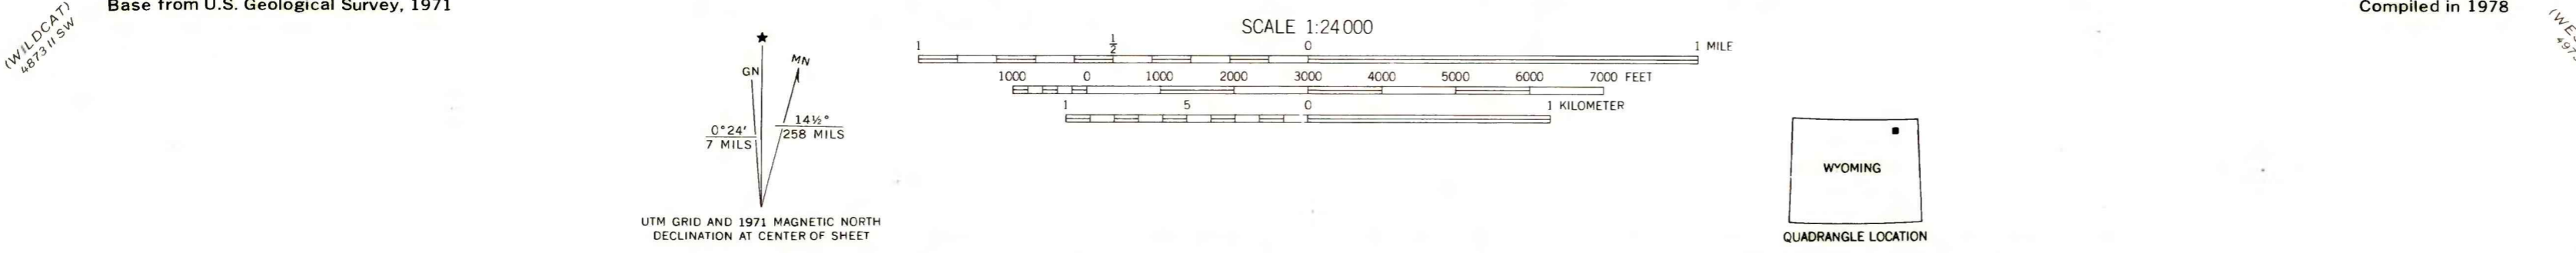 (WILDCAT)
4873 II SW
Base from U.S. Geological Survey, 1971
SCALE 1:24 000
1 1/2 0 1 MILE
1000 0 1000 2000 3000 4000 5000 6000 7000 FEET
1 5 0 1 KILOMETER
GN
MN
0°24'
7 MILS
14½°
258 MILS
UTM GRID AND 1971 MAGNETIC NORTH
DECLINATION AT CENTER OF SHEET
WYOMING
QUADRANGLE LOCATION
Compiled in 1978